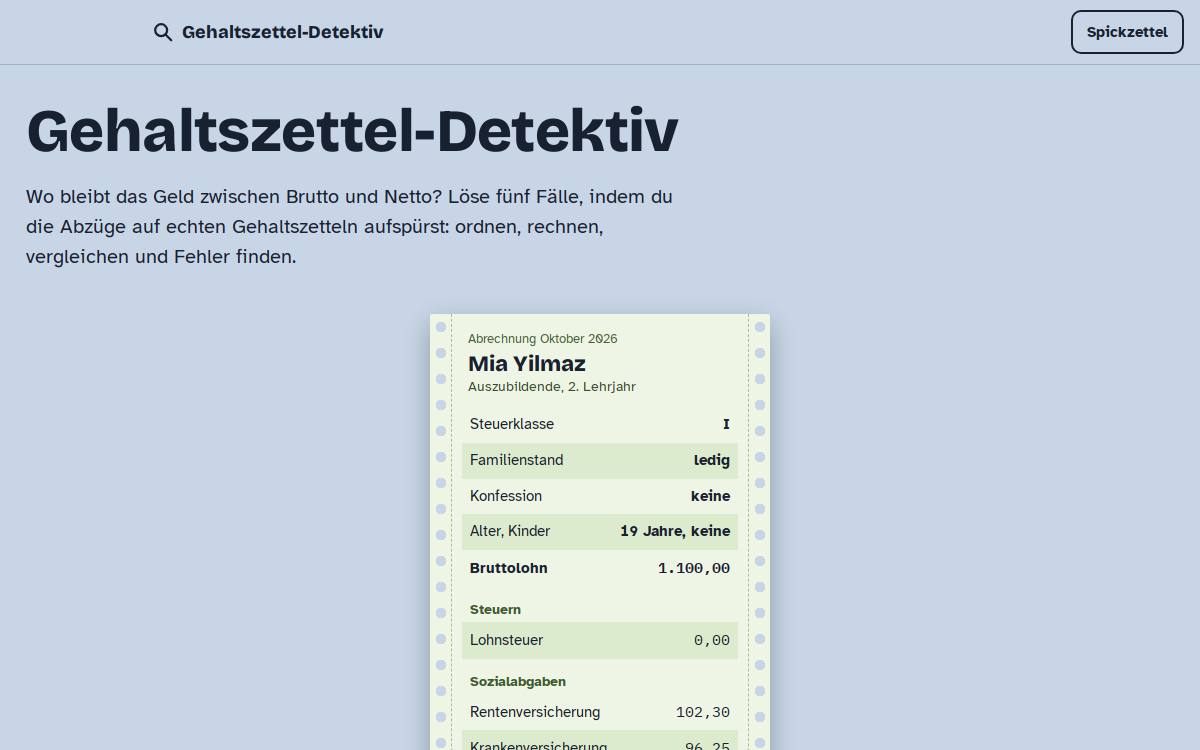 Gehaltszettel-Detektiv
Spickzettel
Gehaltszettel-Detektiv
Wo bleibt das Geld zwischen Brutto und Netto? Löse fünf Fälle, indem du
die Abzüge auf echten Gehaltszetteln aufspürst: ordnen, rechnen,
vergleichen und Fehler finden.
Abrechnung Oktober 2026
Mia Yilmaz
Auszubildende, 2. Lehrjahr
Steuerklasse I
Familienstand ledig
Konfession keine
Alter, Kinder 19 Jahre, keine
Bruttolohn 1.100,00
Steuern
Lohnsteuer 0,00
Sozialabgaben
Rentenversicherung 102,30
Krankenversicherung 96,25